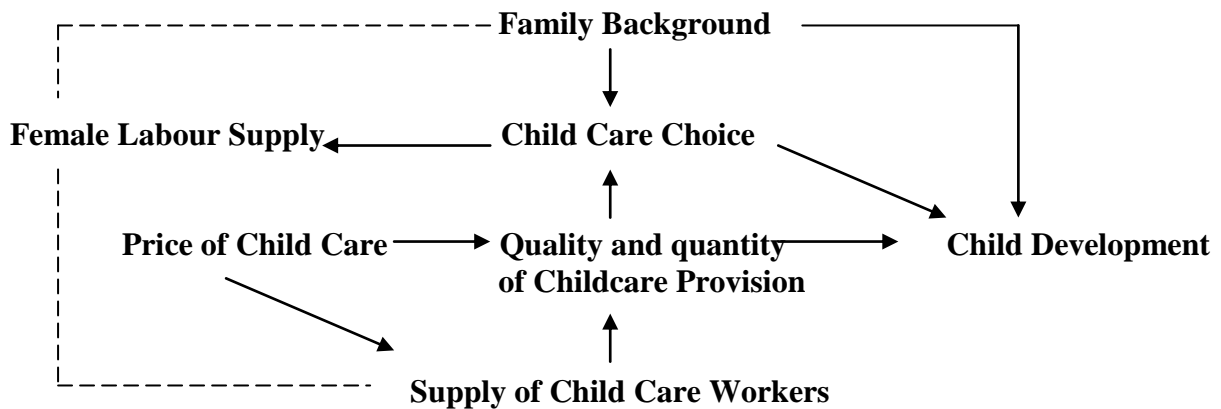 Family Background
Female Labour Supply
Child Care Choice
Price of Child Care
Quality and quantity
of Childcare Provision
Child Development
Supply of Child Care Workers